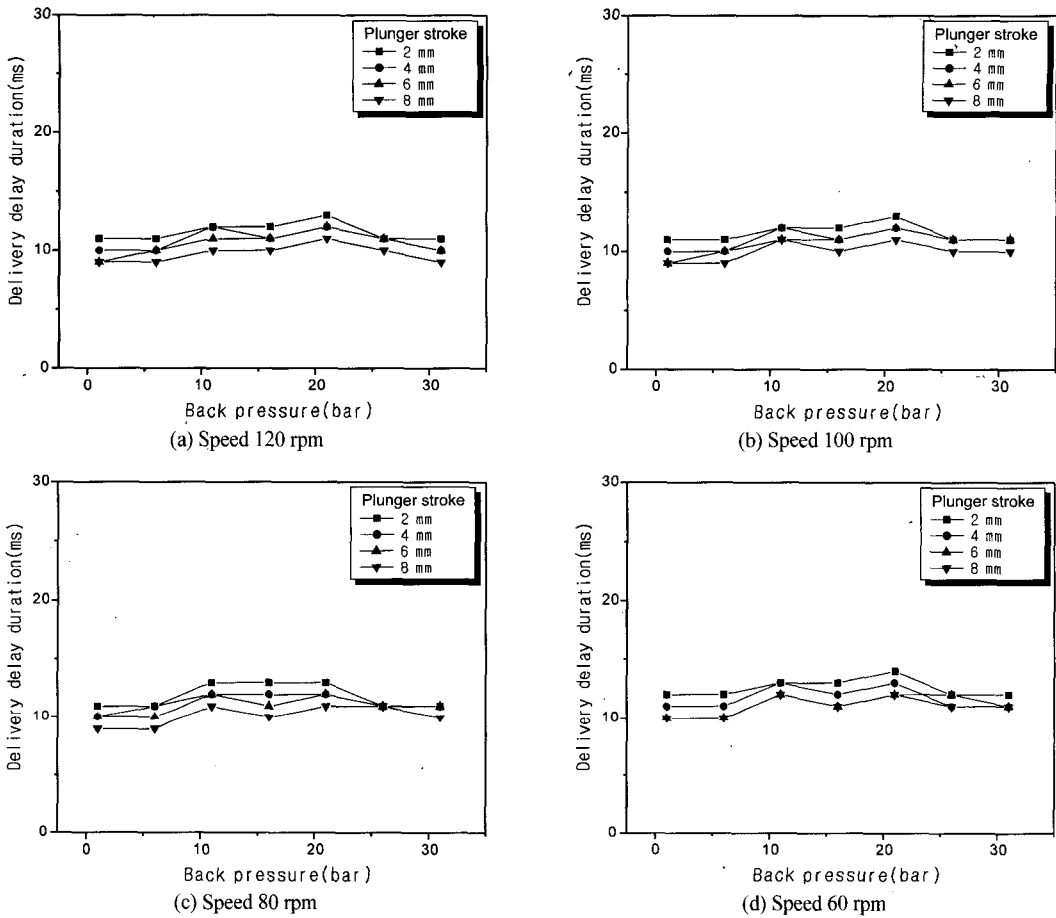 30
20
10
0
Delivery delay duration(ms)
Plunger stroke
2 mm
4 mm
6 mm
8 mm
0
10
20
30
Back pressure(bar)
(a) Speed 120 rpm
30
20
10
0
Delivery delay duration(ms)
Plunger stroke
2 mm
4 mm
6 mm
8 mm
0
10
20
30
Back pressure(bar)
(b) Speed 100 rpm
30
20
10
0
Delivery delay duration(ms)
Plunger stroke
2 mm
4 mm
6 mm
8 mm
0
10
20
30
Back pressure(bar)
(c) Speed 80 rpm
30
20
10
0
Delivery delay duration(ms)
Plunger stroke
2 mm
4 mm
6 mm
8 mm
0
10
20
30
Back pressure(bar)
(d) Speed 60 rpm